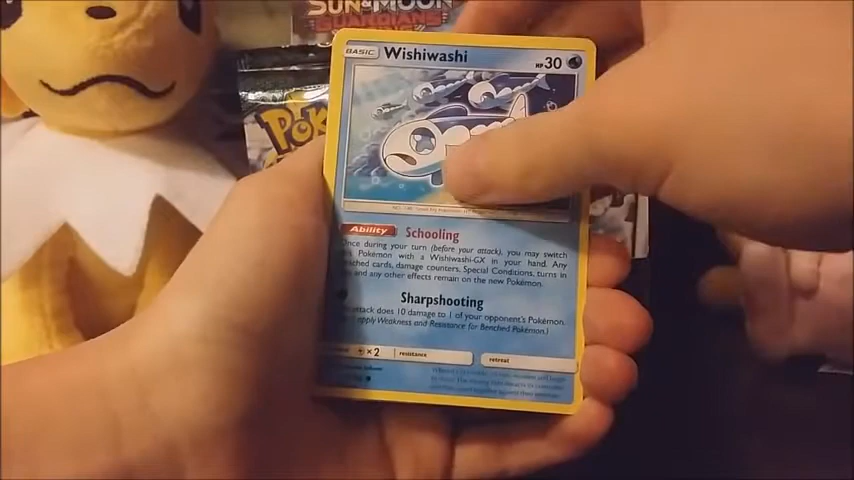 SUN & MOON
GUARDIANS
POK
BASIC Wishiwashi HP 30
Ability Schooling
Once during your turn (before your attack), you may switch
this Pokémon with a Wishiwashi-GX in your hand. Any
attached cards, damage counters, Special Conditions, turns in
play, and any other effects remain on the new Pokémon.
Sharpshooting
This attack does 10 damage to 1 of your opponent's Pokémon.
(Don't apply Weakness and Resistance for Benched Pokémon.)
×2 resistance retreat